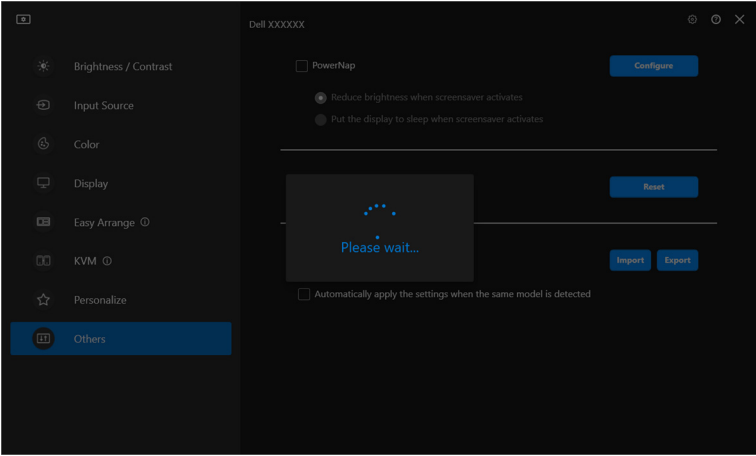 Dell XXXXXX
Brightness / Contrast
Input Source
Color
Display
Easy Arrange
KVM
Personalize
Others
PowerNap
Configure
Reduce brightness when screensaver activates
Put the display to sleep when screensaver activates
Reset
Please wait...
Import Export
Automatically apply the settings when the same model is detected